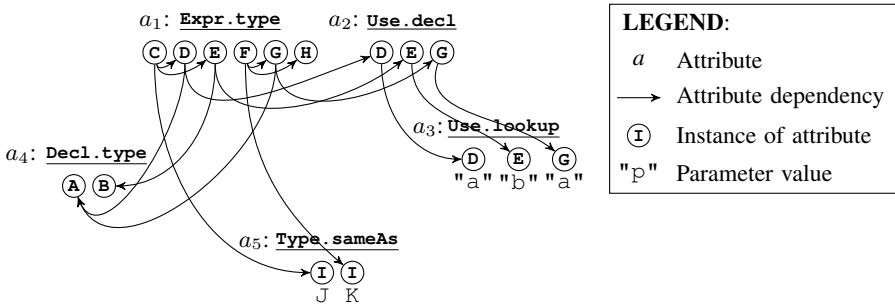 a₁: Expr.type a₂: Use.decl
C D E F G H D E G
a₃: Use.lookup
D E G
"a" "b" "a"
a₄: Decl.type
A B
a₅: Type.sameAs
I I
J K
LEGEND:
a Attribute
Attribute dependency
I Instance of attribute
"p" Parameter value